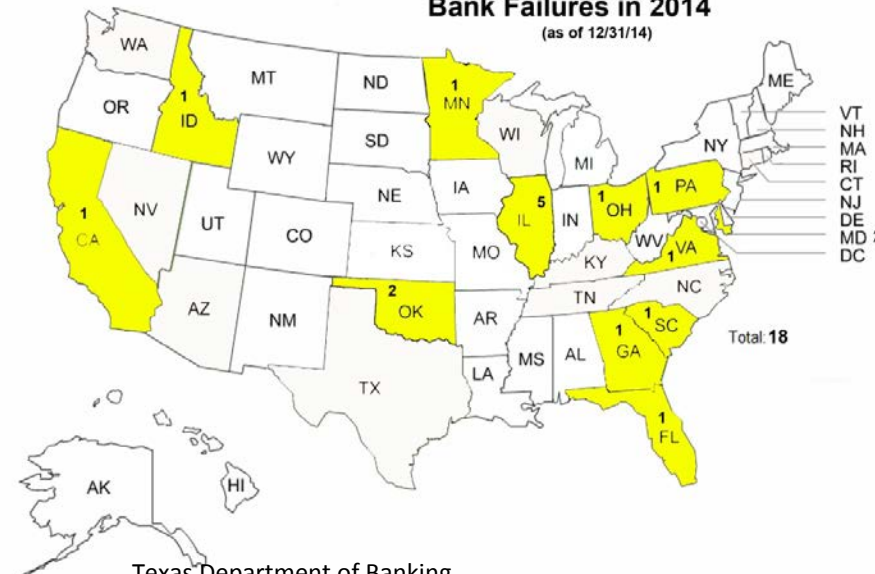 Bank Failures in 2014
(as of 12/31/14)
WA
MT
ND
1
MN
ME
OR
1
ID
SD
WI
NY
VT
NH
MA
RI
CT
NJ
DE
MD
DC
WY
MI
IA
1
PA
NE
5
IL
IN
1
OH
1
CA
NV
UT
CO
KS
MO
WV
1
VA
KY
AZ
NM
2
OK
AR
TN
NC
1
SC
Total: 18
1
GA
MS
AL
LA
TX
1
FL
AK
HI
Texas Department of Banking